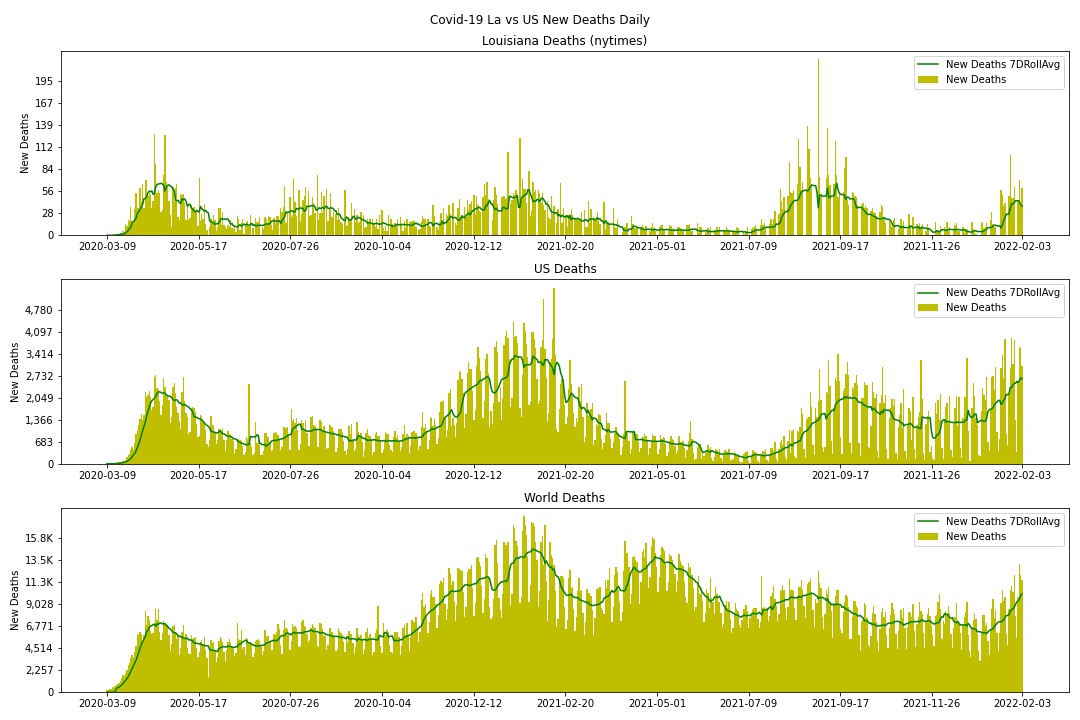 Covid-19 La vs US New Deaths Daily
Louisiana Deaths (nytimes)
New Deaths 7DRollAvg
New Deaths
New Deaths
195
167
139
112
84
56
28
0
2020-03-09 2020-05-17 2020-07-26 2020-10-04 2020-12-12 2021-02-20 2021-05-01 2021-07-09 2021-09-17 2021-11-26 2022-02-03
US Deaths
New Deaths 7DRollAvg
New Deaths
New Deaths
4,780
4,097
3,414
2,732
2,049
1,366
683
0
2020-03-09 2020-05-17 2020-07-26 2020-10-04 2020-12-12 2021-02-20 2021-05-01 2021-07-09 2021-09-17 2021-11-26 2022-02-03
World Deaths
New Deaths 7DRollAvg
New Deaths
New Deaths
15.8K
13.5K
11.3K
9,028
6,771
4,514
2,257
0
2020-03-09 2020-05-17 2020-07-26 2020-10-04 2020-12-12 2021-02-20 2021-05-01 2021-07-09 2021-09-17 2021-11-26 2022-02-03